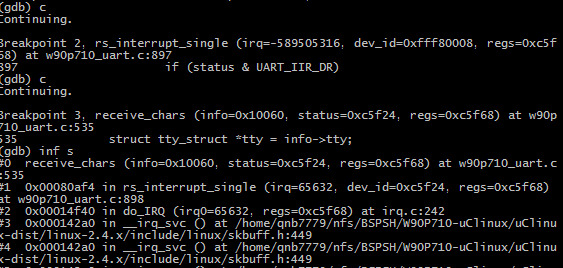 (gdb) c
Continuing.
Breakpoint 2, rs_interrupt_single (irq=-589505316, dev_id=0xfff80008, regs=0xc5f
68) at w90p710_uart.c:897
897 if (status & UART_IIR_DR)
(gdb) c
Continuing.
Breakpoint 3, receive_chars (info=0x10060, status=0xc5f24, regs=0xc5f68) at w90p
710_uart.c:535
535 struct tty_struct *tty = info->tty;
(gdb) inf s
#0 receive_chars (info=0x10060, status=0xc5f24, regs=0xc5f68) at w90p710_uart.c
:535
#1 0x00080af4 in rs_interrupt_single (irq=65632, dev_id=0xc5f24, regs=0xc5f68)
at w90p710_uart.c:898
#2 0x00014f40 in do_IRQ (irq0=65632, regs=0xc5f68) at irq.c:242
#3 0x000142a0 in __irq_svc () at /home/qnb7779/nfs/BSPSH/W90P710-uClinux/uClinu
x-dist/linux-2.4.x/include/linux/skbuff.h:449
#4 0x000142a0 in __irq_svc () at /home/qnb7779/nfs/BSPSH/W90P710-uClinux/uClinu
x-dist/linux-2.4.x/include/linux/skbuff.h:449